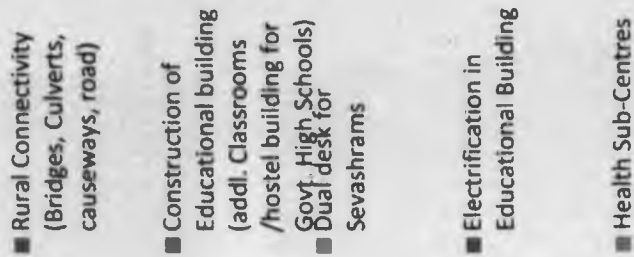 ■ Rural Connectivity
(Bridges, Culverts,
causeways, road)
■ Construction of
Educational building
(addl. Classrooms
/hostel building for
Govt. High Schools)
■ Dual desk for
Sevashrams
■ Electrification in
Educational Building
■ Health Sub-Centres